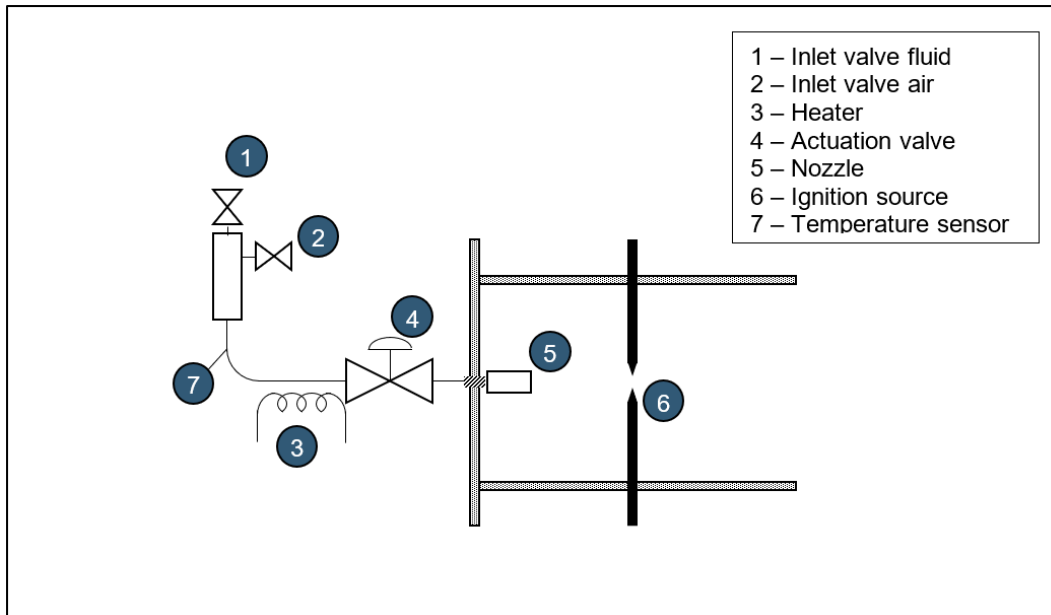 1 – Inlet valve fluid
2 – Inlet valve air
3 – Heater
4 – Actuation valve
5 – Nozzle
6 – Ignition source
7 – Temperature sensor
1
2
4
5
7
6
3